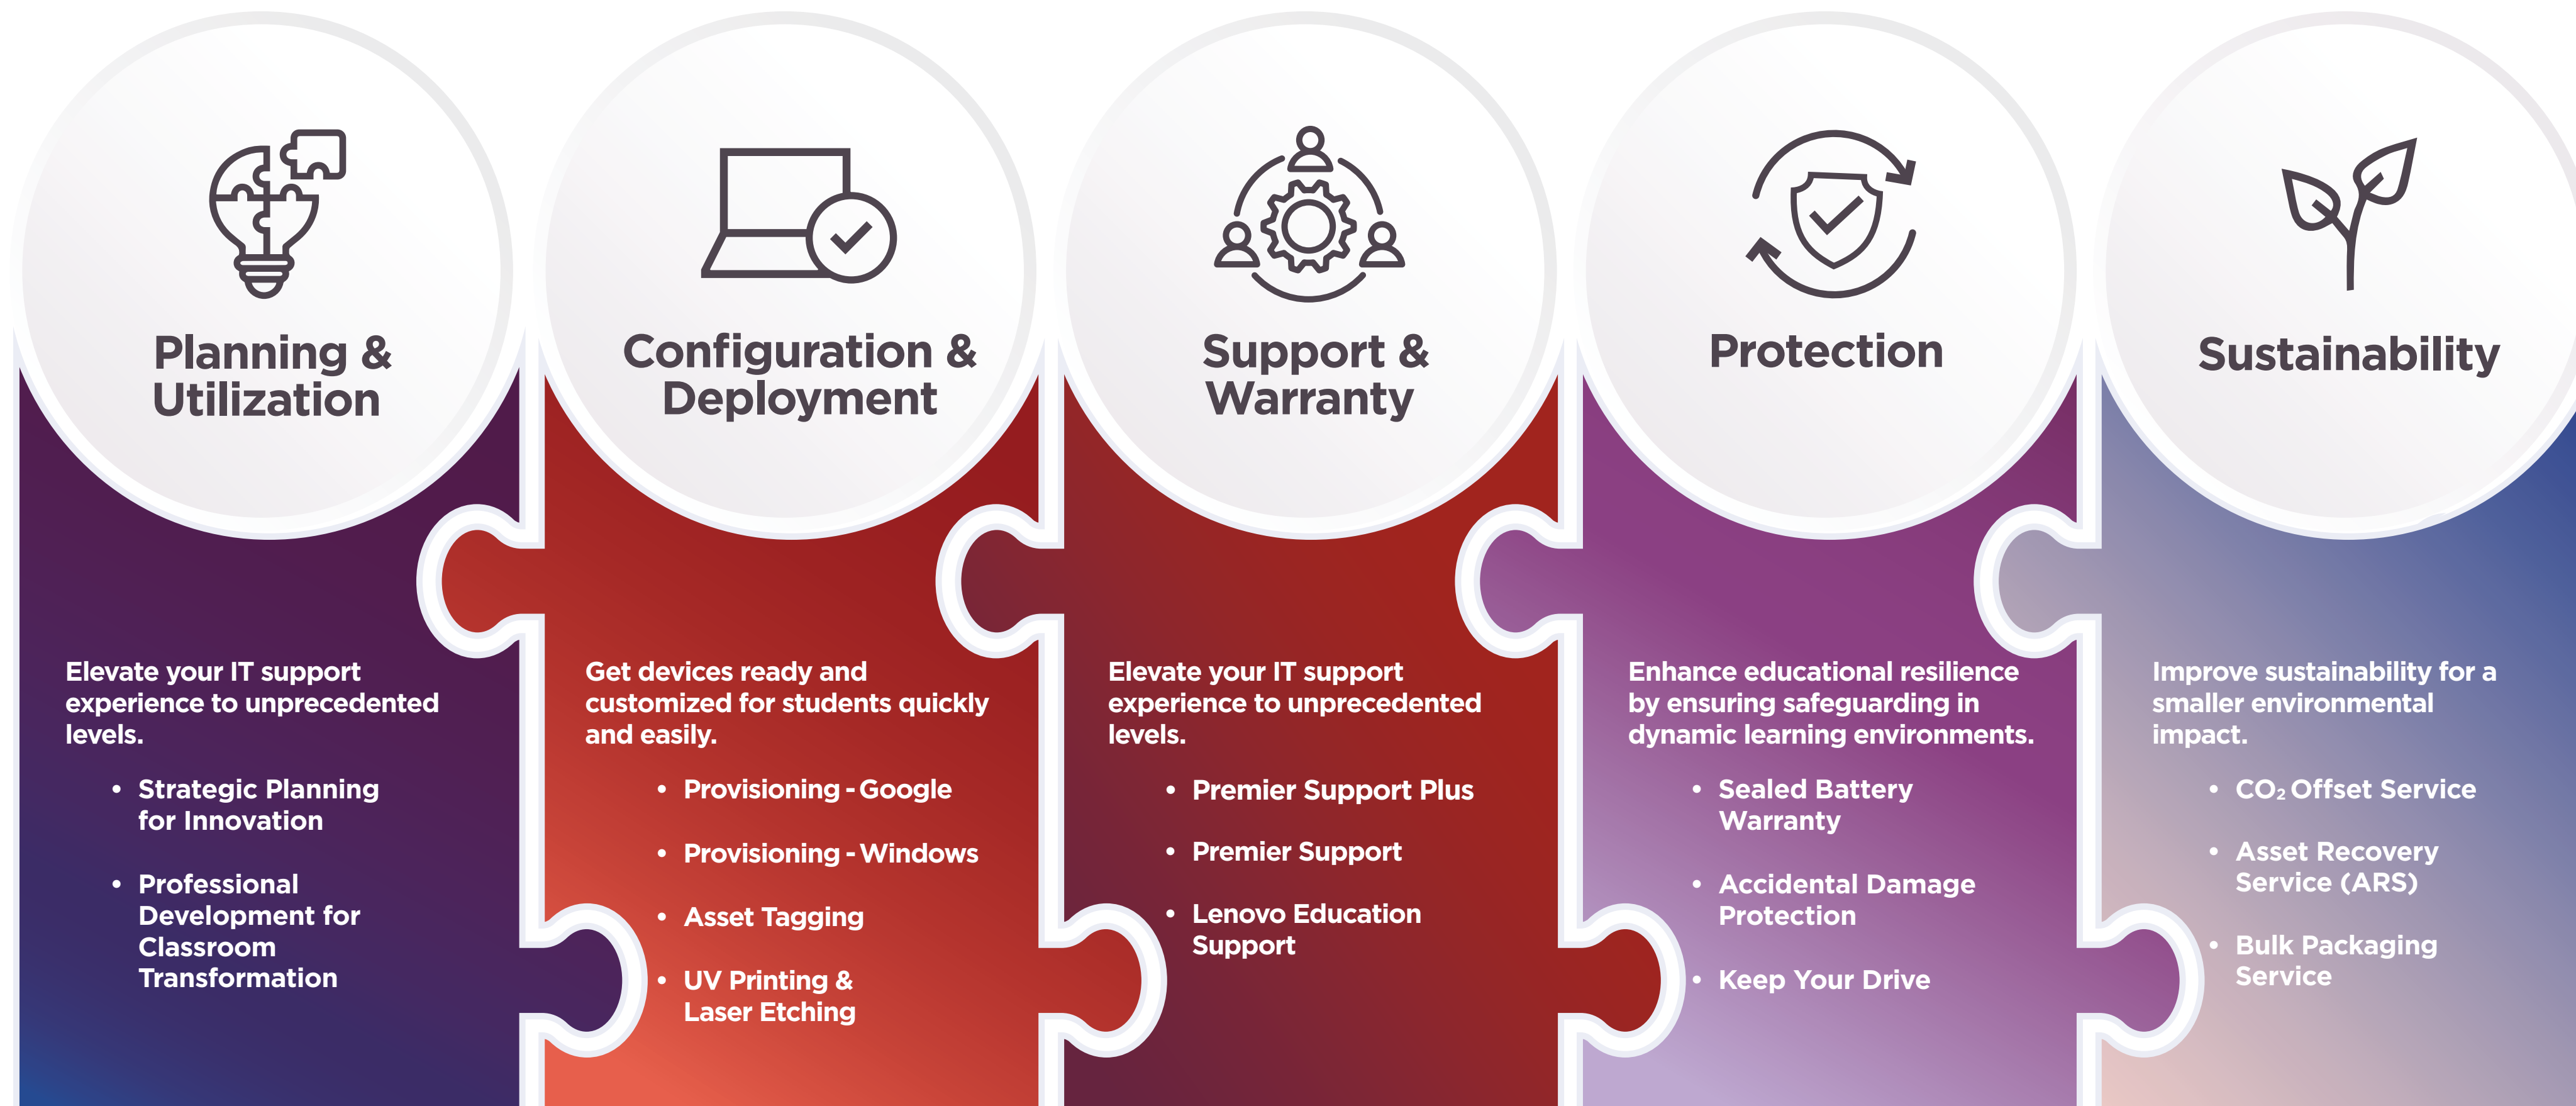 Planning &
Utilization
Elevate your IT support
experience to unprecedented
levels.
• Strategic Planning
for Innovation
• Professional
Development for
Classroom
Transformation
Configuration &
Deployment
Get devices ready and
customized for students quickly
and easily.
• Provisioning - Google
• Provisioning - Windows
• Asset Tagging
• UV Printing &
Laser Etching
Support &
Warranty
Elevate your IT support
experience to unprecedented
levels.
• Premier Support Plus
• Premier Support
• Lenovo Education
Support
Protection
Enhance educational resilience
by ensuring safeguarding in
dynamic learning environments.
• Sealed Battery
Warranty
• Accidental Damage
Protection
• Keep Your Drive
Sustainability
Improve sustainability for a
smaller environmental
impact.
• CO₂ Offset Service
• Asset Recovery
Service (ARS)
• Bulk Packaging
Service